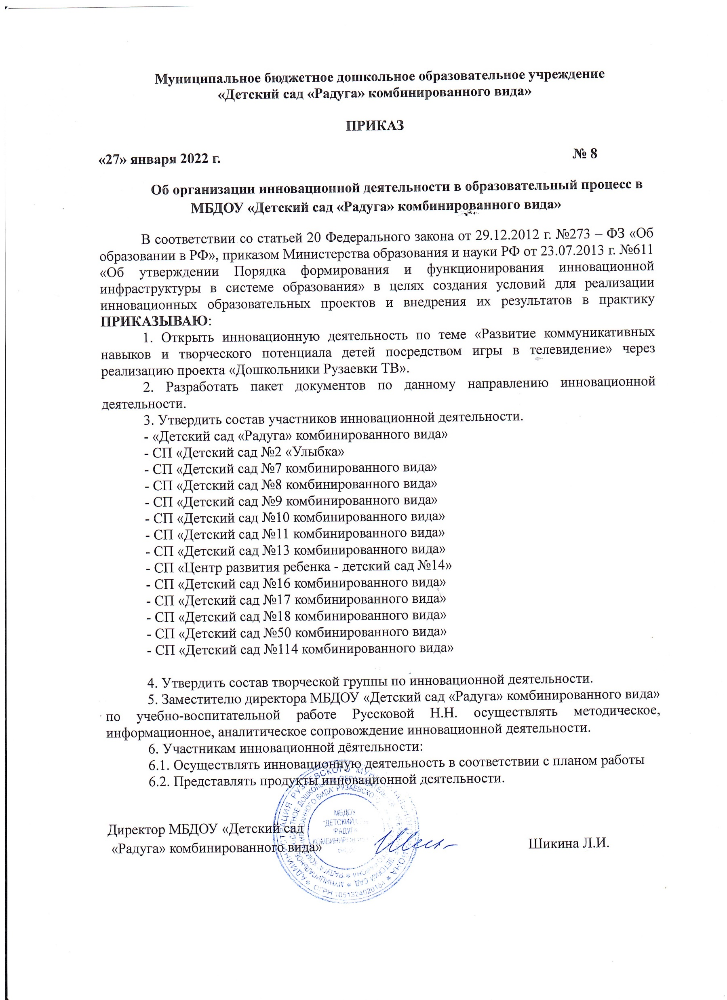 Муниципальное бюджетное дошкольное образовательное учреждение
«Детский сад «Радуга» комбинированного вида»
ПРИКАЗ
«27» января 2022 г. № 8
Об организации инновационной деятельности в образовательный процесс в
МБДОУ «Детский сад «Радуга» комбинированного вида»
В соответствии со статьей 20 Федерального закона от 29.12.2012 г. №273 – ФЗ «Об
образовании в РФ», приказом Министерства образования и науки РФ от 23.07.2013 г. №611
«Об утверждении Порядка формирования и функционирования инновационной
инфраструктуры в системе образования» в целях создания условий для реализации
инновационных образовательных проектов и внедрения их результатов в практику
ПРИКАЗЫВАЮ:
1. Открыть инновационную деятельность по теме «Развитие коммуникативных
навыков и творческого потенциала детей посредством игры в телевидение» через
реализацию проекта «Дошкольники Рузаевки ТВ».
2. Разработать пакет документов по данному направлению инновационной
деятельности.
3. Утвердить состав участников инновационной деятельности.
- «Детский сад «Радуга» комбинированного вида»
- СП «Детский сад №2 «Улыбка»
- СП «Детский сад №7 комбинированного вида»
- СП «Детский сад №8 комбинированного вида»
- СП «Детский сад №9 комбинированного вида»
- СП «Детский сад №10 комбинированного вида»
- СП «Детский сад №11 комбинированного вида»
- СП «Детский сад №13 комбинированного вида»
- СП «Центр развития ребенка - детский сад №14»
- СП «Детский сад №16 комбинированного вида»
- СП «Детский сад №17 комбинированного вида»
- СП «Детский сад №18 комбинированного вида»
- СП «Детский сад №50 комбинированного вида»
- СП «Детский сад №114 комбинированного вида»
4. Утвердить состав творческой группы по инновационной деятельности.
5. Заместителю директора МБДОУ «Детский сад «Радуга» комбинированного вида»
по учебно-воспитательной работе Руссковой Н.Н. осуществлять методическое,
информационное, аналитическое сопровождение инновационной деятельности.
6. Участникам инновационной деятельности:
6.1. Осуществлять инновационную деятельность в соответствии с планом работы
6.2. Представлять продукты инновационной деятельности.
Директор МБДОУ «Детский сад
«Радуга» комбинированного вида» Шикина Л.И.
МБДОУ
"ДЕТСКИЙ
"РАДУГА
ОГРН 1051324020164